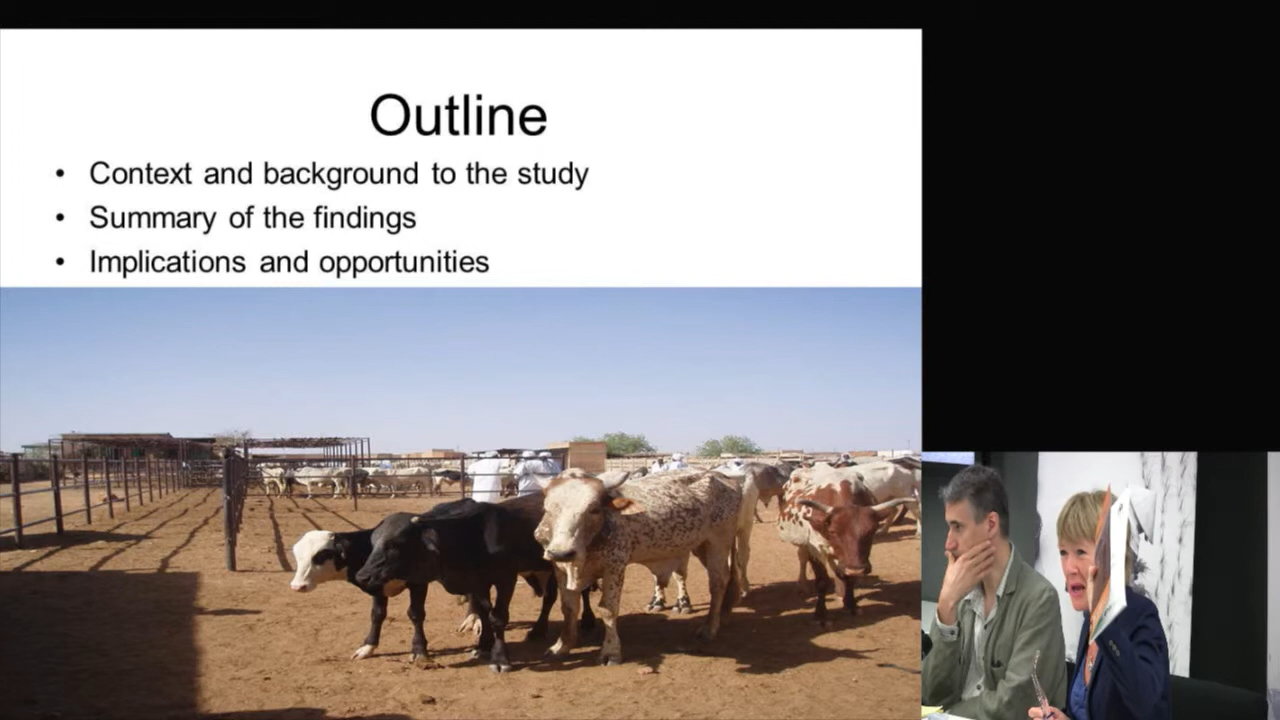 Outline
• Context and background to the study
• Summary of the findings
• Implications and opportunities